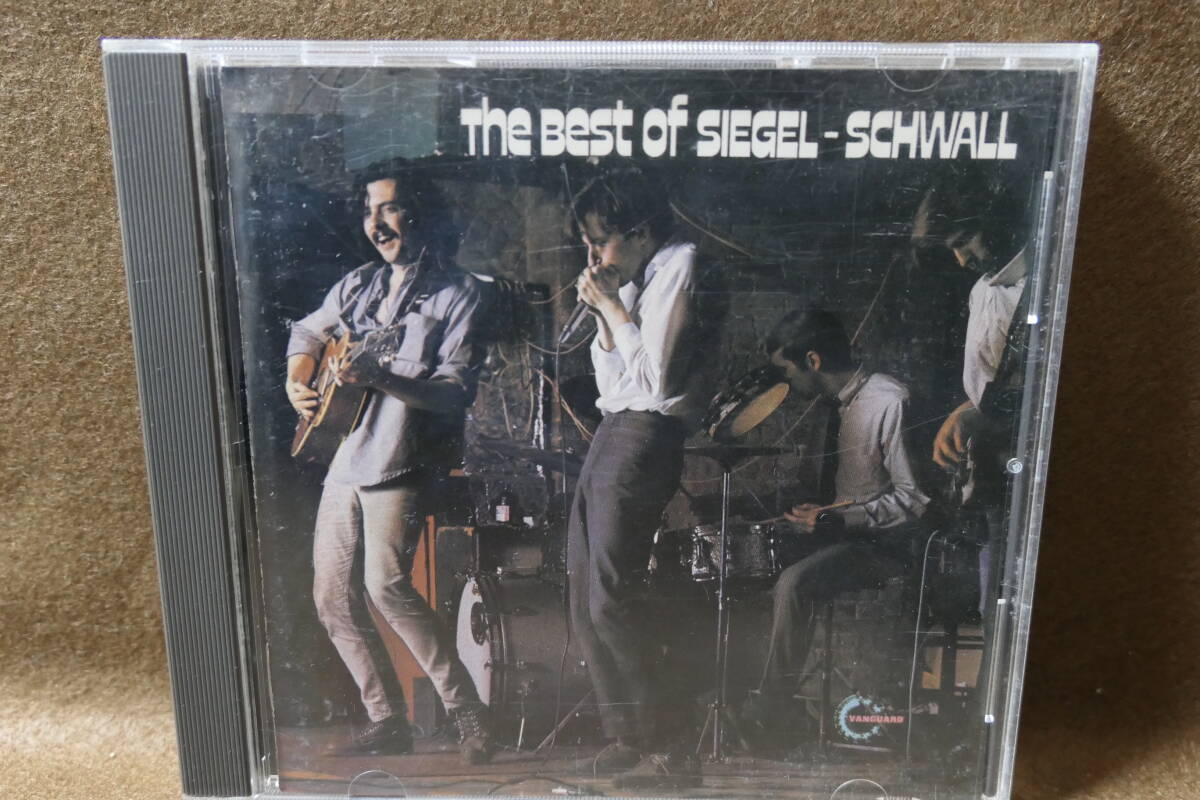 The Best of SIEGEL - SCHWALL
VANGUARD